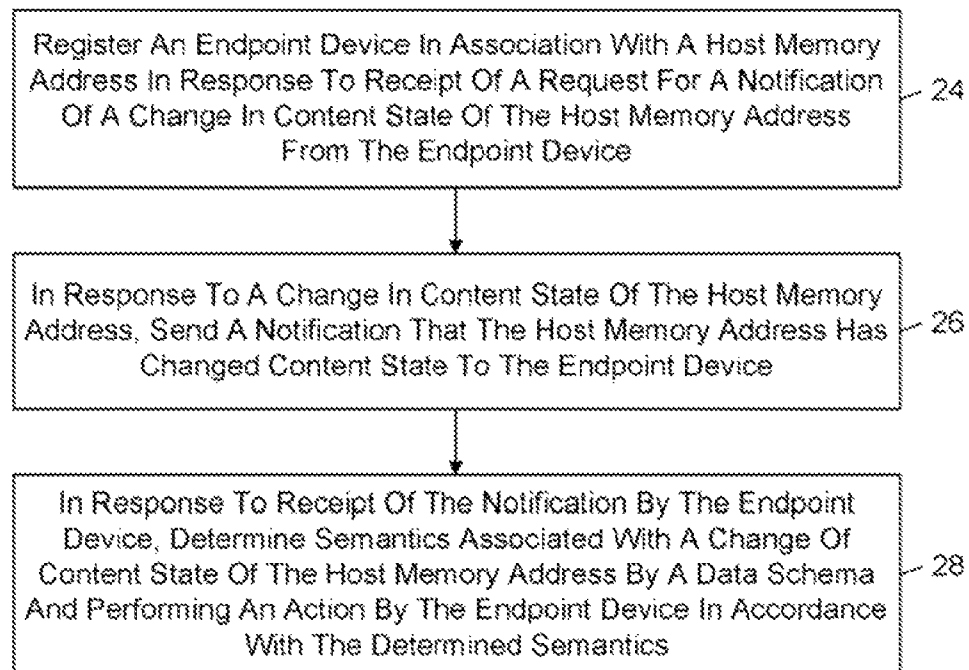 Register An Endpoint Device In Association With A Host Memory
Address In Response To Receipt Of A Request For A Notification
Of A Change In Content State Of The Host Memory Address
From The Endpoint Device
24
In Response To A Change In Content State Of The Host Memory
Address, Send A Notification That The Host Memory Address Has
Changed Content State To The Endpoint Device
26
In Response To Receipt Of The Notification By The Endpoint
Device, Determine Semantics Associated With A Change Of
Content State Of The Host Memory Address By A Data Schema
And Performing An Action By The Endpoint Device In Accordance
With The Determined Semantics
28